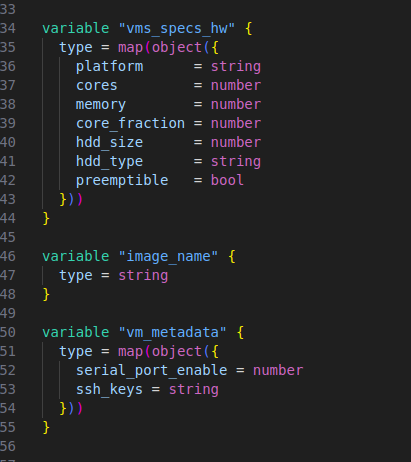 33
34 variable "vms_specs_hw" {
35   type = map(object({
36     platform      = string
37     cores         = number
38     memory        = number
39     core_fraction = number
40     hdd_size      = number
41     hdd_type      = string
42     preemptible   = bool
43   }))
44 }
45
46 variable "image_name" {
47   type = string
48 }
49
50 variable "vm_metadata" {
51   type = map(object({
52     serial_port_enable = number
53     ssh_keys = string
54   }))
55 }
56